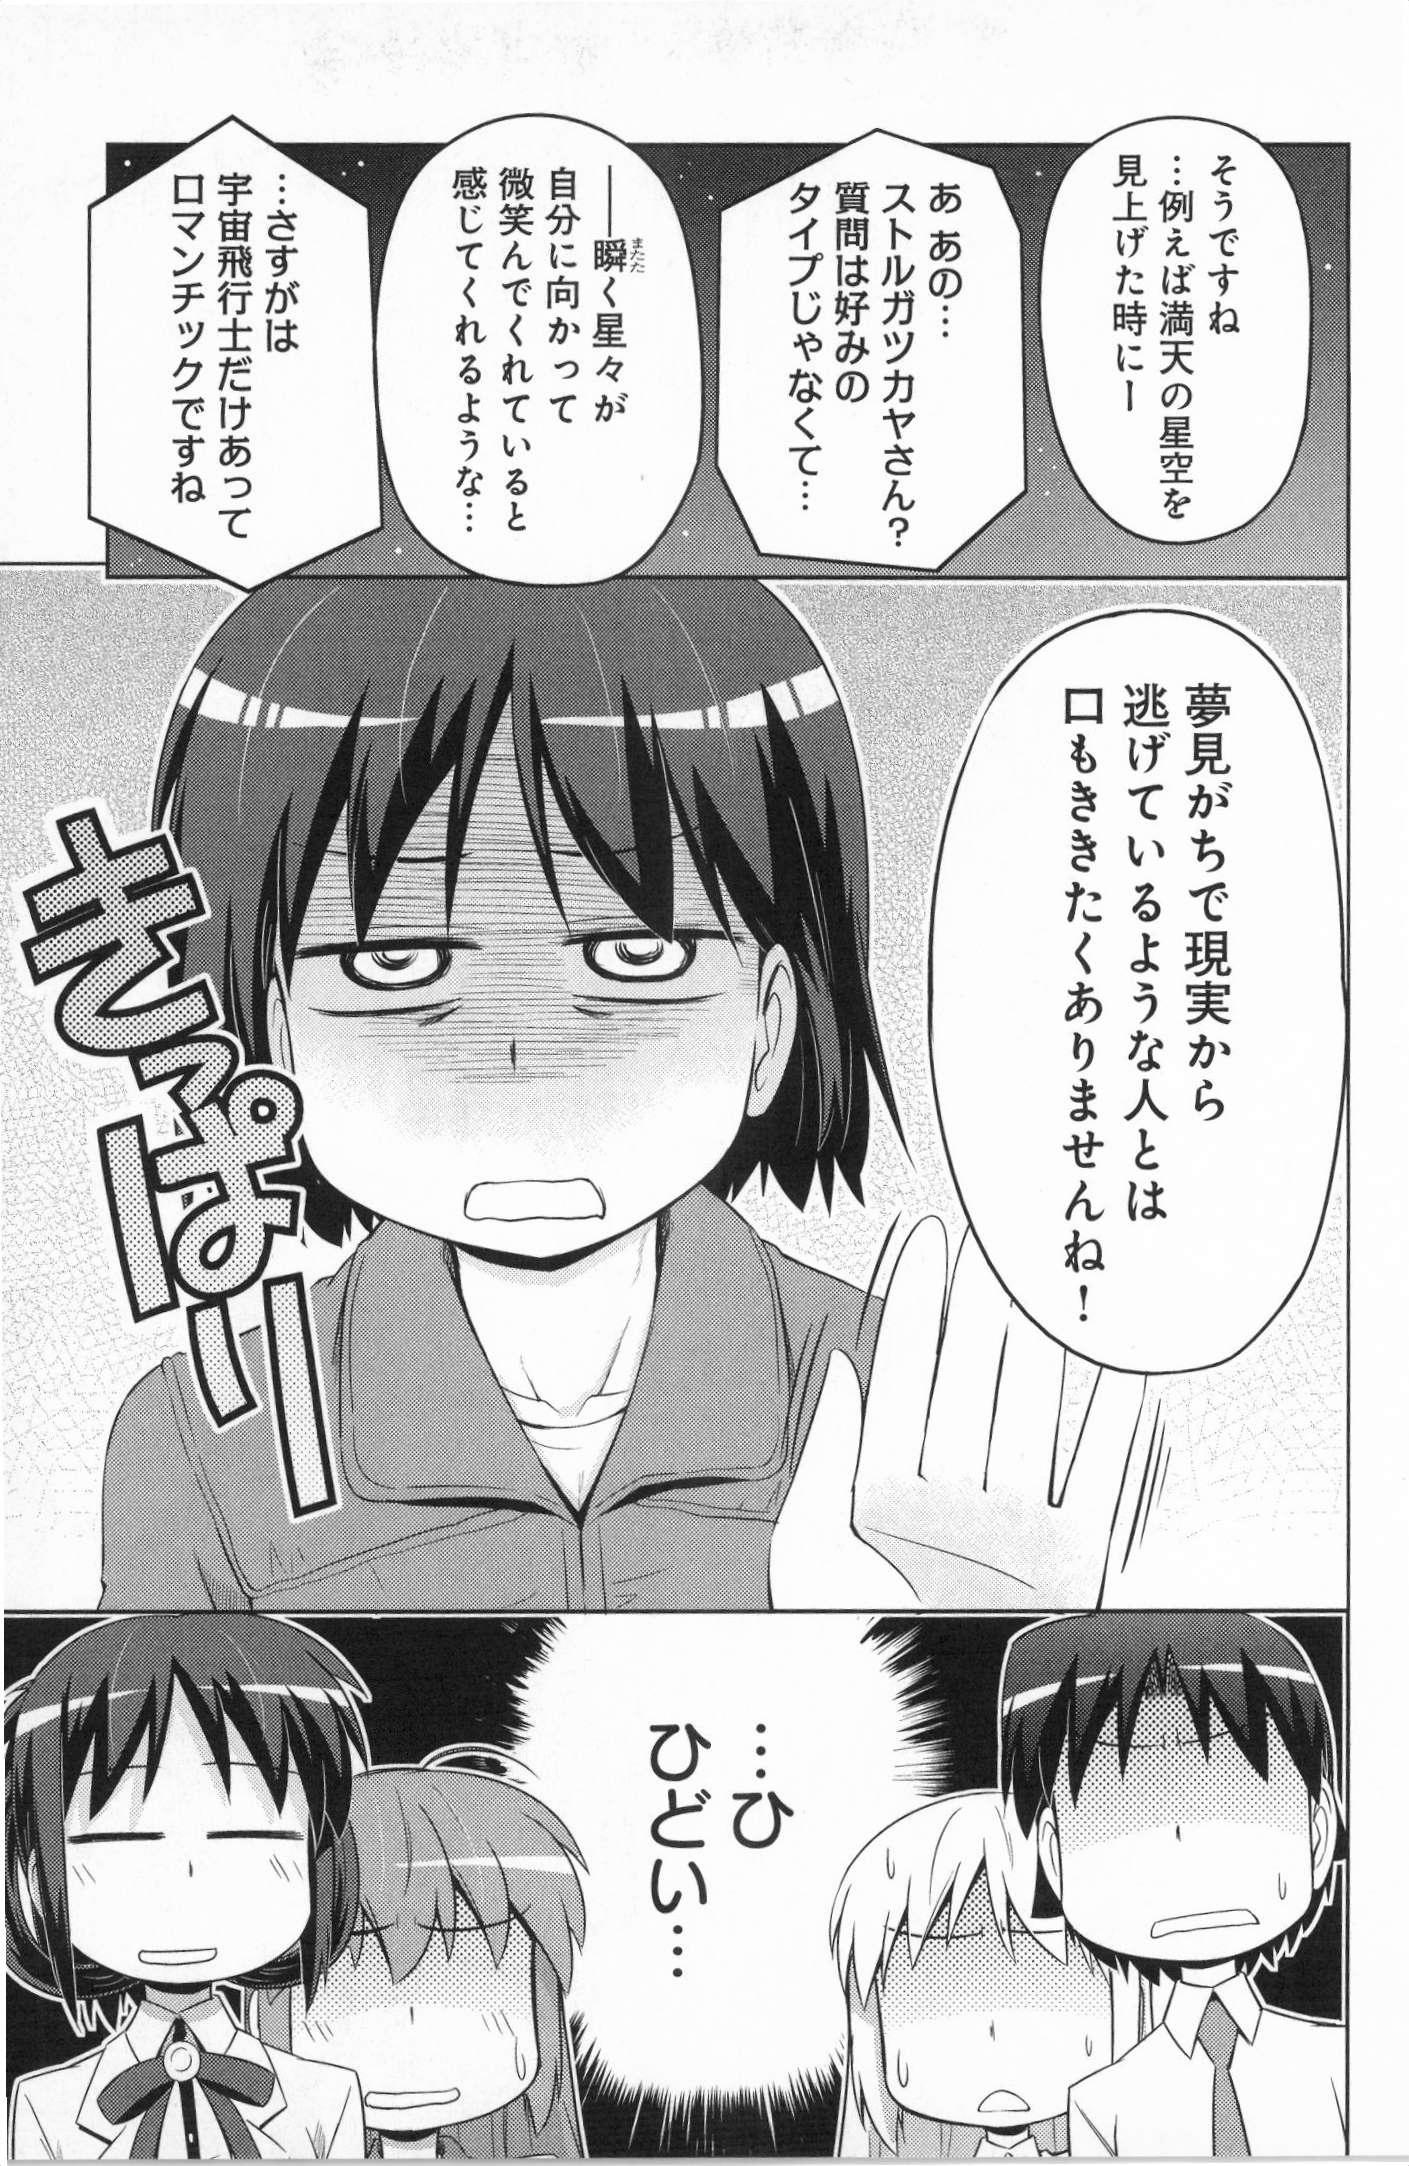 そうですね
…例えば満天の星空を
見上げた時にー
あ あの…
ストルガツカヤさん?
質問は好みの
タイプじゃなくて…
──瞬く星々が
またた
自分に向かって
微笑んでくれていると
感じてくれるような…
…さすがは
宇宙飛行士だけあって
ロマンチックですね
夢見がちで現実から
逃げているような人とは
口もききたくありませんね!
きっぱりー
…ひ
ひどい…